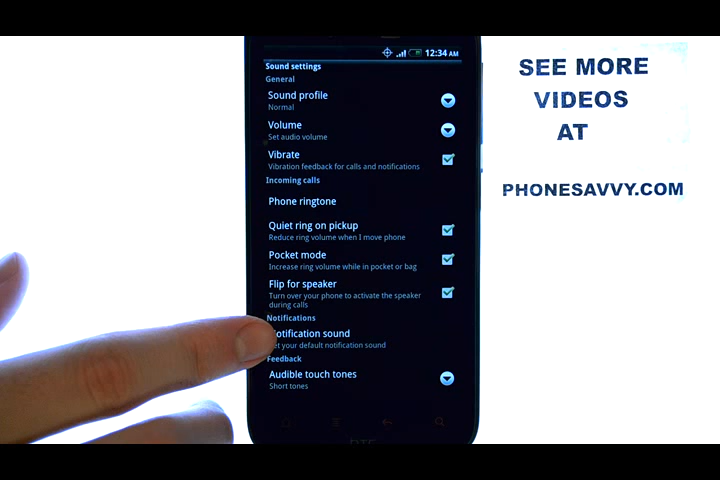 12:34 AM
SEE MORE
VIDEOS
AT
PHONESAVVY.COM
Sound settings
General
Sound profile
Normal
Volume
Set audio volume
Vibrate
Vibration feedback for calls and notifications
Incoming calls
Phone ringtone
Quiet ring on pickup
Reduce ring volume when I move phone
Pocket mode
Increase ring volume while in pocket or bag
Flip for speaker
Turn over your phone to activate the speaker
during calls
Notifications
otification sound
et your default notification sound
Feedback
Audible touch tones
Short tones
hTC